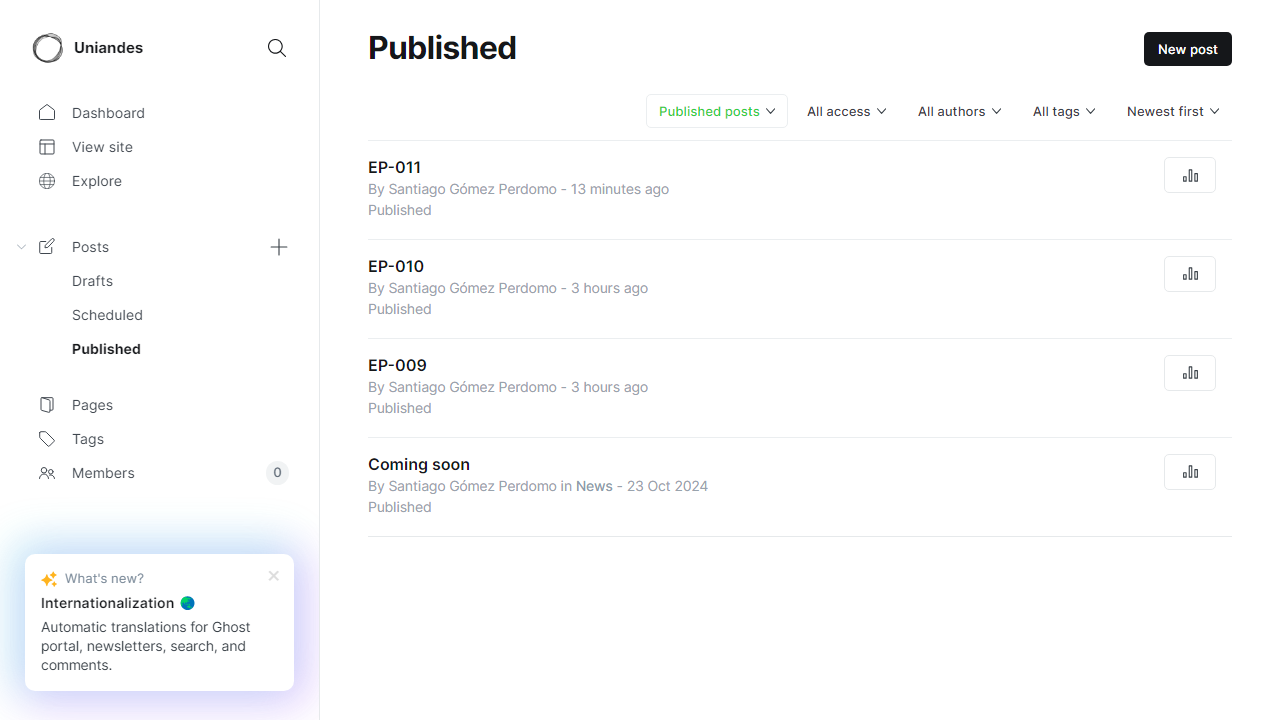 Uniandes
Dashboard
View site
Explore
Posts
Drafts
Scheduled
Published
Pages
Tags
Members 0
What's new?
Internationalization
Automatic translations for Ghost
portal, newsletters, search, and
comments.
Published
New post
Published posts All access All authors All tags Newest first
EP-011
By Santiago Gómez Perdomo - 13 minutes ago
Published
EP-010
By Santiago Gómez Perdomo - 3 hours ago
Published
EP-009
By Santiago Gómez Perdomo - 3 hours ago
Published
Coming soon
By Santiago Gómez Perdomo in News - 23 Oct 2024
Published